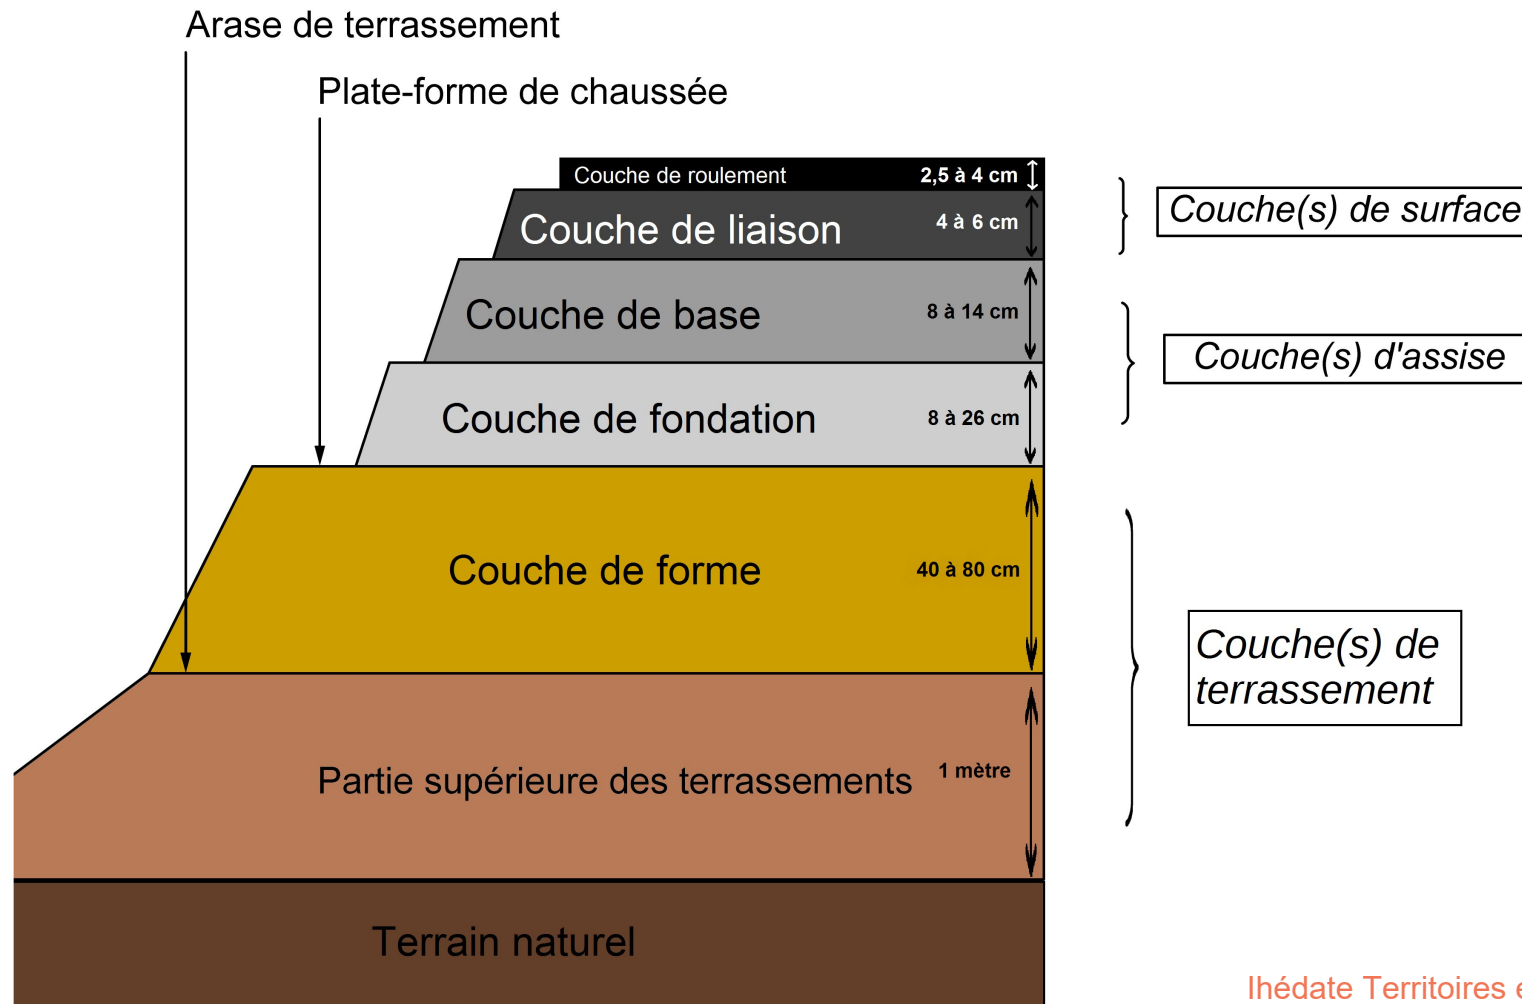 Arase de terrassement
Plate-forme de chaussée
Couche de roulement 2,5 à 4 cm
Couche de liaison 4 à 6 cm
Couche(s) de surface
Couche de base 8 à 14 cm
Couche(s) d'assise
Couche de fondation 8 à 26 cm
Couche de forme 40 à 80 cm
Couche(s) de
terrassement
Partie supérieure des terrassements 1 mètre
Terrain naturel
Ihédate Territoires e